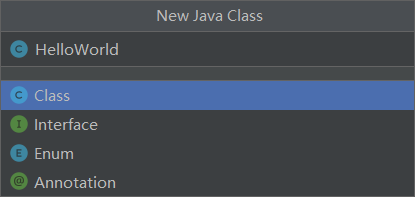 New Java Class
C HelloWorld
C Class
I Interface
E Enum
@ Annotation